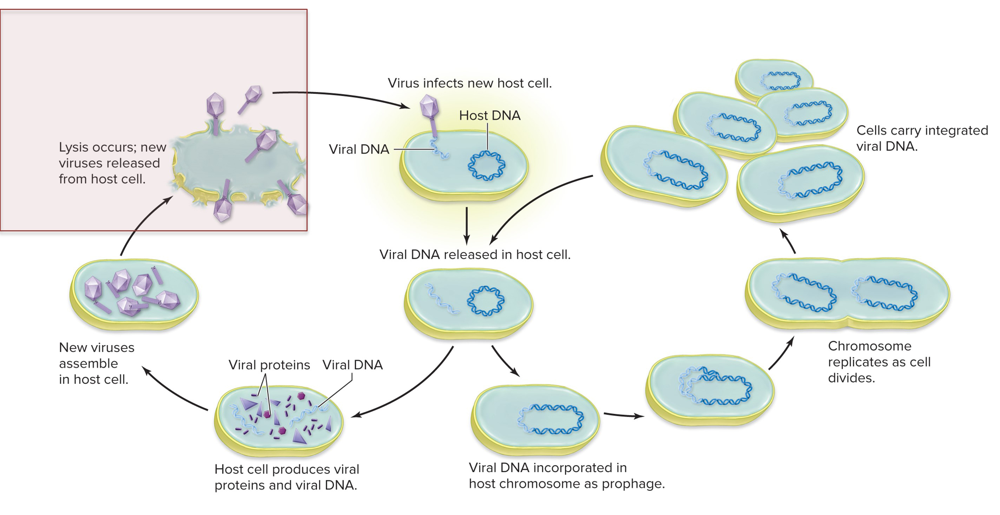 Virus infects new host cell.
Host DNA
Viral DNA
Lysis occurs; new
viruses released
from host cell.
Cells carry integrated
viral DNA.
Viral DNA released in host cell.
New viruses
assemble
in host cell.
Viral proteins
Viral DNA
Host cell produces viral
proteins and viral DNA.
Viral DNA incorporated in
host chromosome as prophage.
Chromosome
replicates as cell
divides.